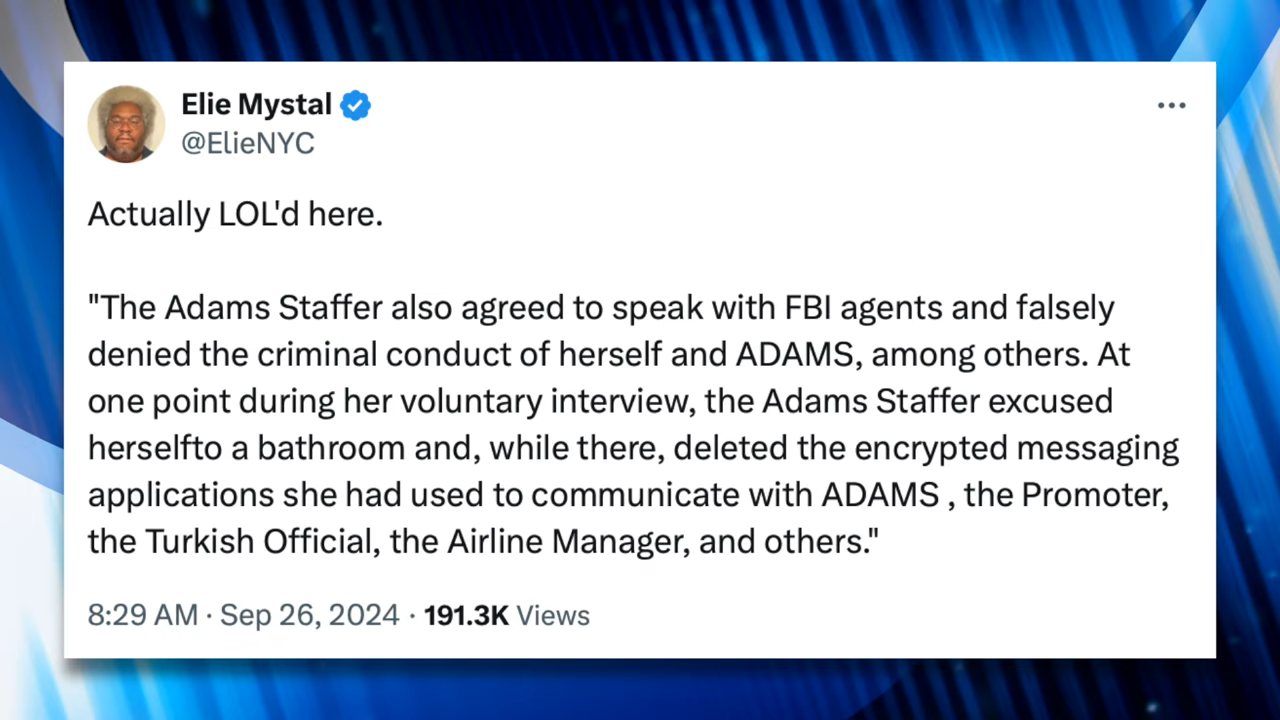 Elie Mystal
@ElieNYC
Actually LOL'd here.
"The Adams Staffer also agreed to speak with FBI agents and falsely
denied the criminal conduct of herself and ADAMS, among others. At
one point during her voluntary interview, the Adams Staffer excused
herselfto a bathroom and, while there, deleted the encrypted messaging
applications she had used to communicate with ADAMS , the Promoter,
the Turkish Official, the Airline Manager, and others."
8:29 AM · Sep 26, 2024 · 191.3K Views